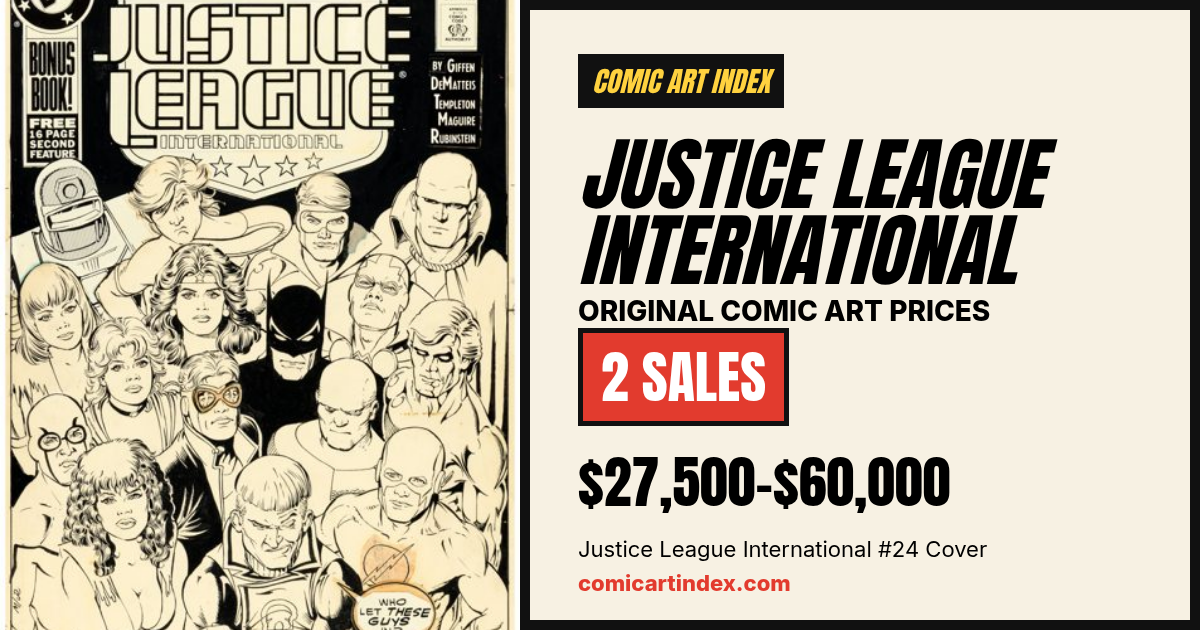 JUSTICE
LEAGUE
INTERNATIONAL
BONUS
BOOK!
FREE
16 PAGE
SECOND
FEATURE
BY GIFFEN
DEMATTEIS
TEMPLETON
MAGUIRE
RUBINSTEIN
WHO
LET THESE
GUYS
COMIC ART INDEX
JUSTICE LEAGUE
INTERNATIONAL
ORIGINAL COMIC ART PRICES
2 SALES
$27,500-$60,000
Justice League International #24 Cover
comicartindex.com